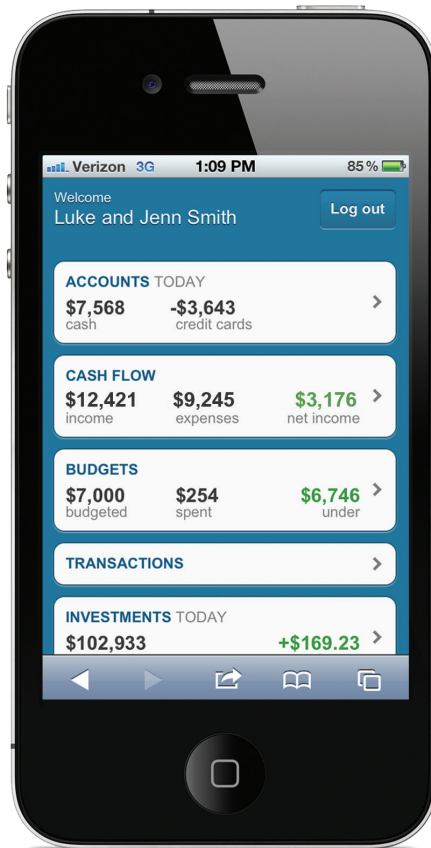 Verizon 3G 1:09 PM 85%
Welcome
Luke and Jenn Smith
Log out
ACCOUNTS TODAY
$7,568 -$3,643
cash credit cards
CASH FLOW
$12,421 $9,245 $3,176
income expenses net income
BUDGETS
$7,000 $254 $6,746
budgeted spent under
TRANSACTIONS
INVESTMENTS TODAY
$102,933 +$169.23